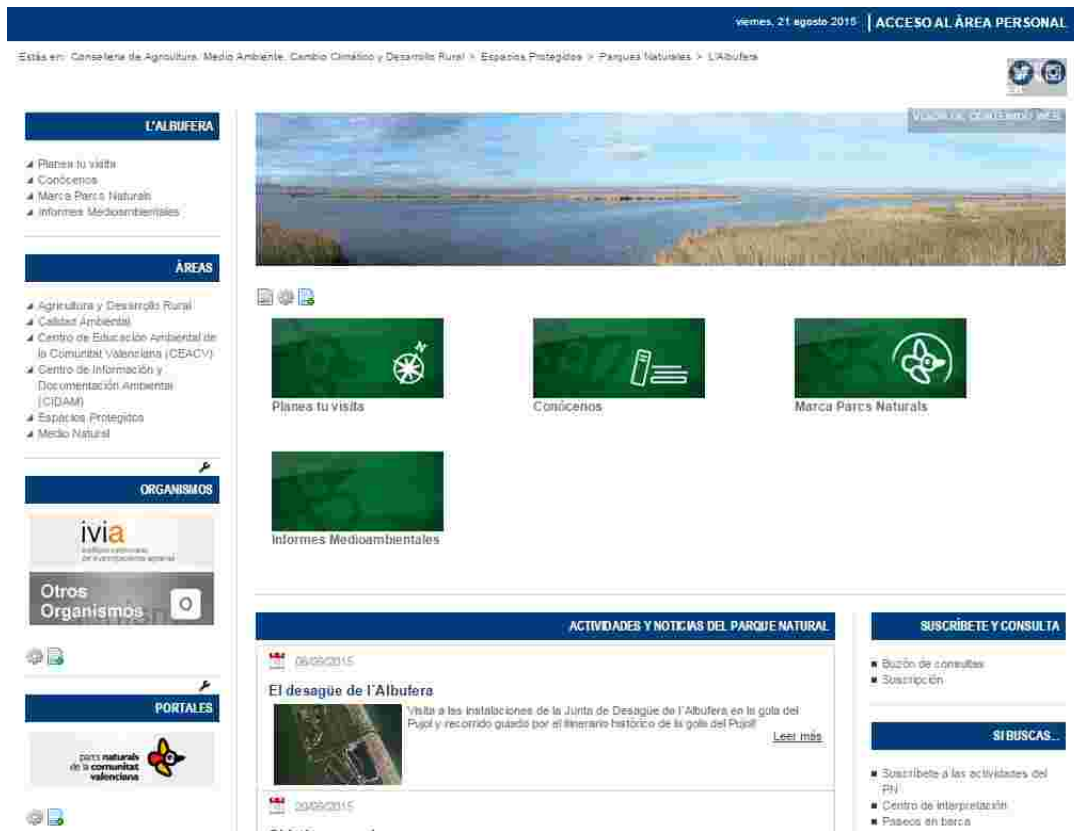 viernes, 21 agosto 2015 | ACCESO AL ÁREA PERSONAL
Estás en: Conselleria de Agricultura, Medio Ambiente, Cambio Climático y Desarrollo Rural > Espacios Protegidos > Parques Naturales > L'Albufera
L'ALBUFERA
VISOR DE CONTENIDO WEB
Planea tu visita
Conócenos
Marca Parcs Naturals
Informes Medioambientales
ÁREAS
Agricultura y Desarrollo Rural
Calidad Ambiental
Centro de Educación Ambiental de
la Comunitat Valenciana (CEACV)
Centro de Información y
Documentación Ambiental
(CIDAM)
Espacios Protegidos
Medio Natural
Planea tu visita
Conócenos
Marca Parcs Naturals
Informes Medioambientales
ORGANISMOS
ivia
Otros
Organismos
O
PORTALES
parcs naturals
de la comunitat
valenciana
ACTIVIDADES Y NOTICIAS DEL PARQUE NATURAL
El desagüe de l'Albufera
Visita a las instalaciones de la Junta de Desagüe de l'Albufera en la gola del
Pujol y recorrido guiado por el itinerario histórico de la gola del Pujol!
Leer más
SUSCRÍBETE Y CONSULTA
Buzón de consultas
Suscripción
SI BUSCAS...
Suscríbete a las actividades del
PN
Centro de interpretación
Paseos en barca